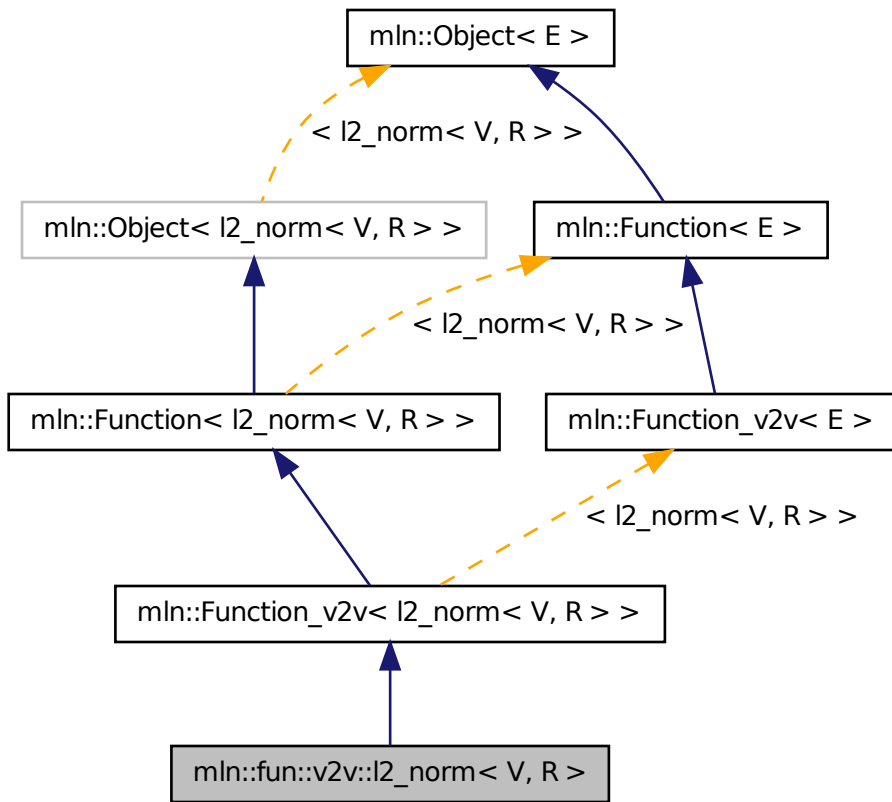 mln::Object< E >
< l2_norm< V, R > >
mln::Object< l2_norm< V, R > >
mln::Function< E >
< l2_norm< V, R > >
mln::Function< l2_norm< V, R > >
mln::Function_v2v< E >
< l2_norm< V, R > >
mln::Function_v2v< l2_norm< V, R > >
mln::fun::v2v::l2_norm< V, R >